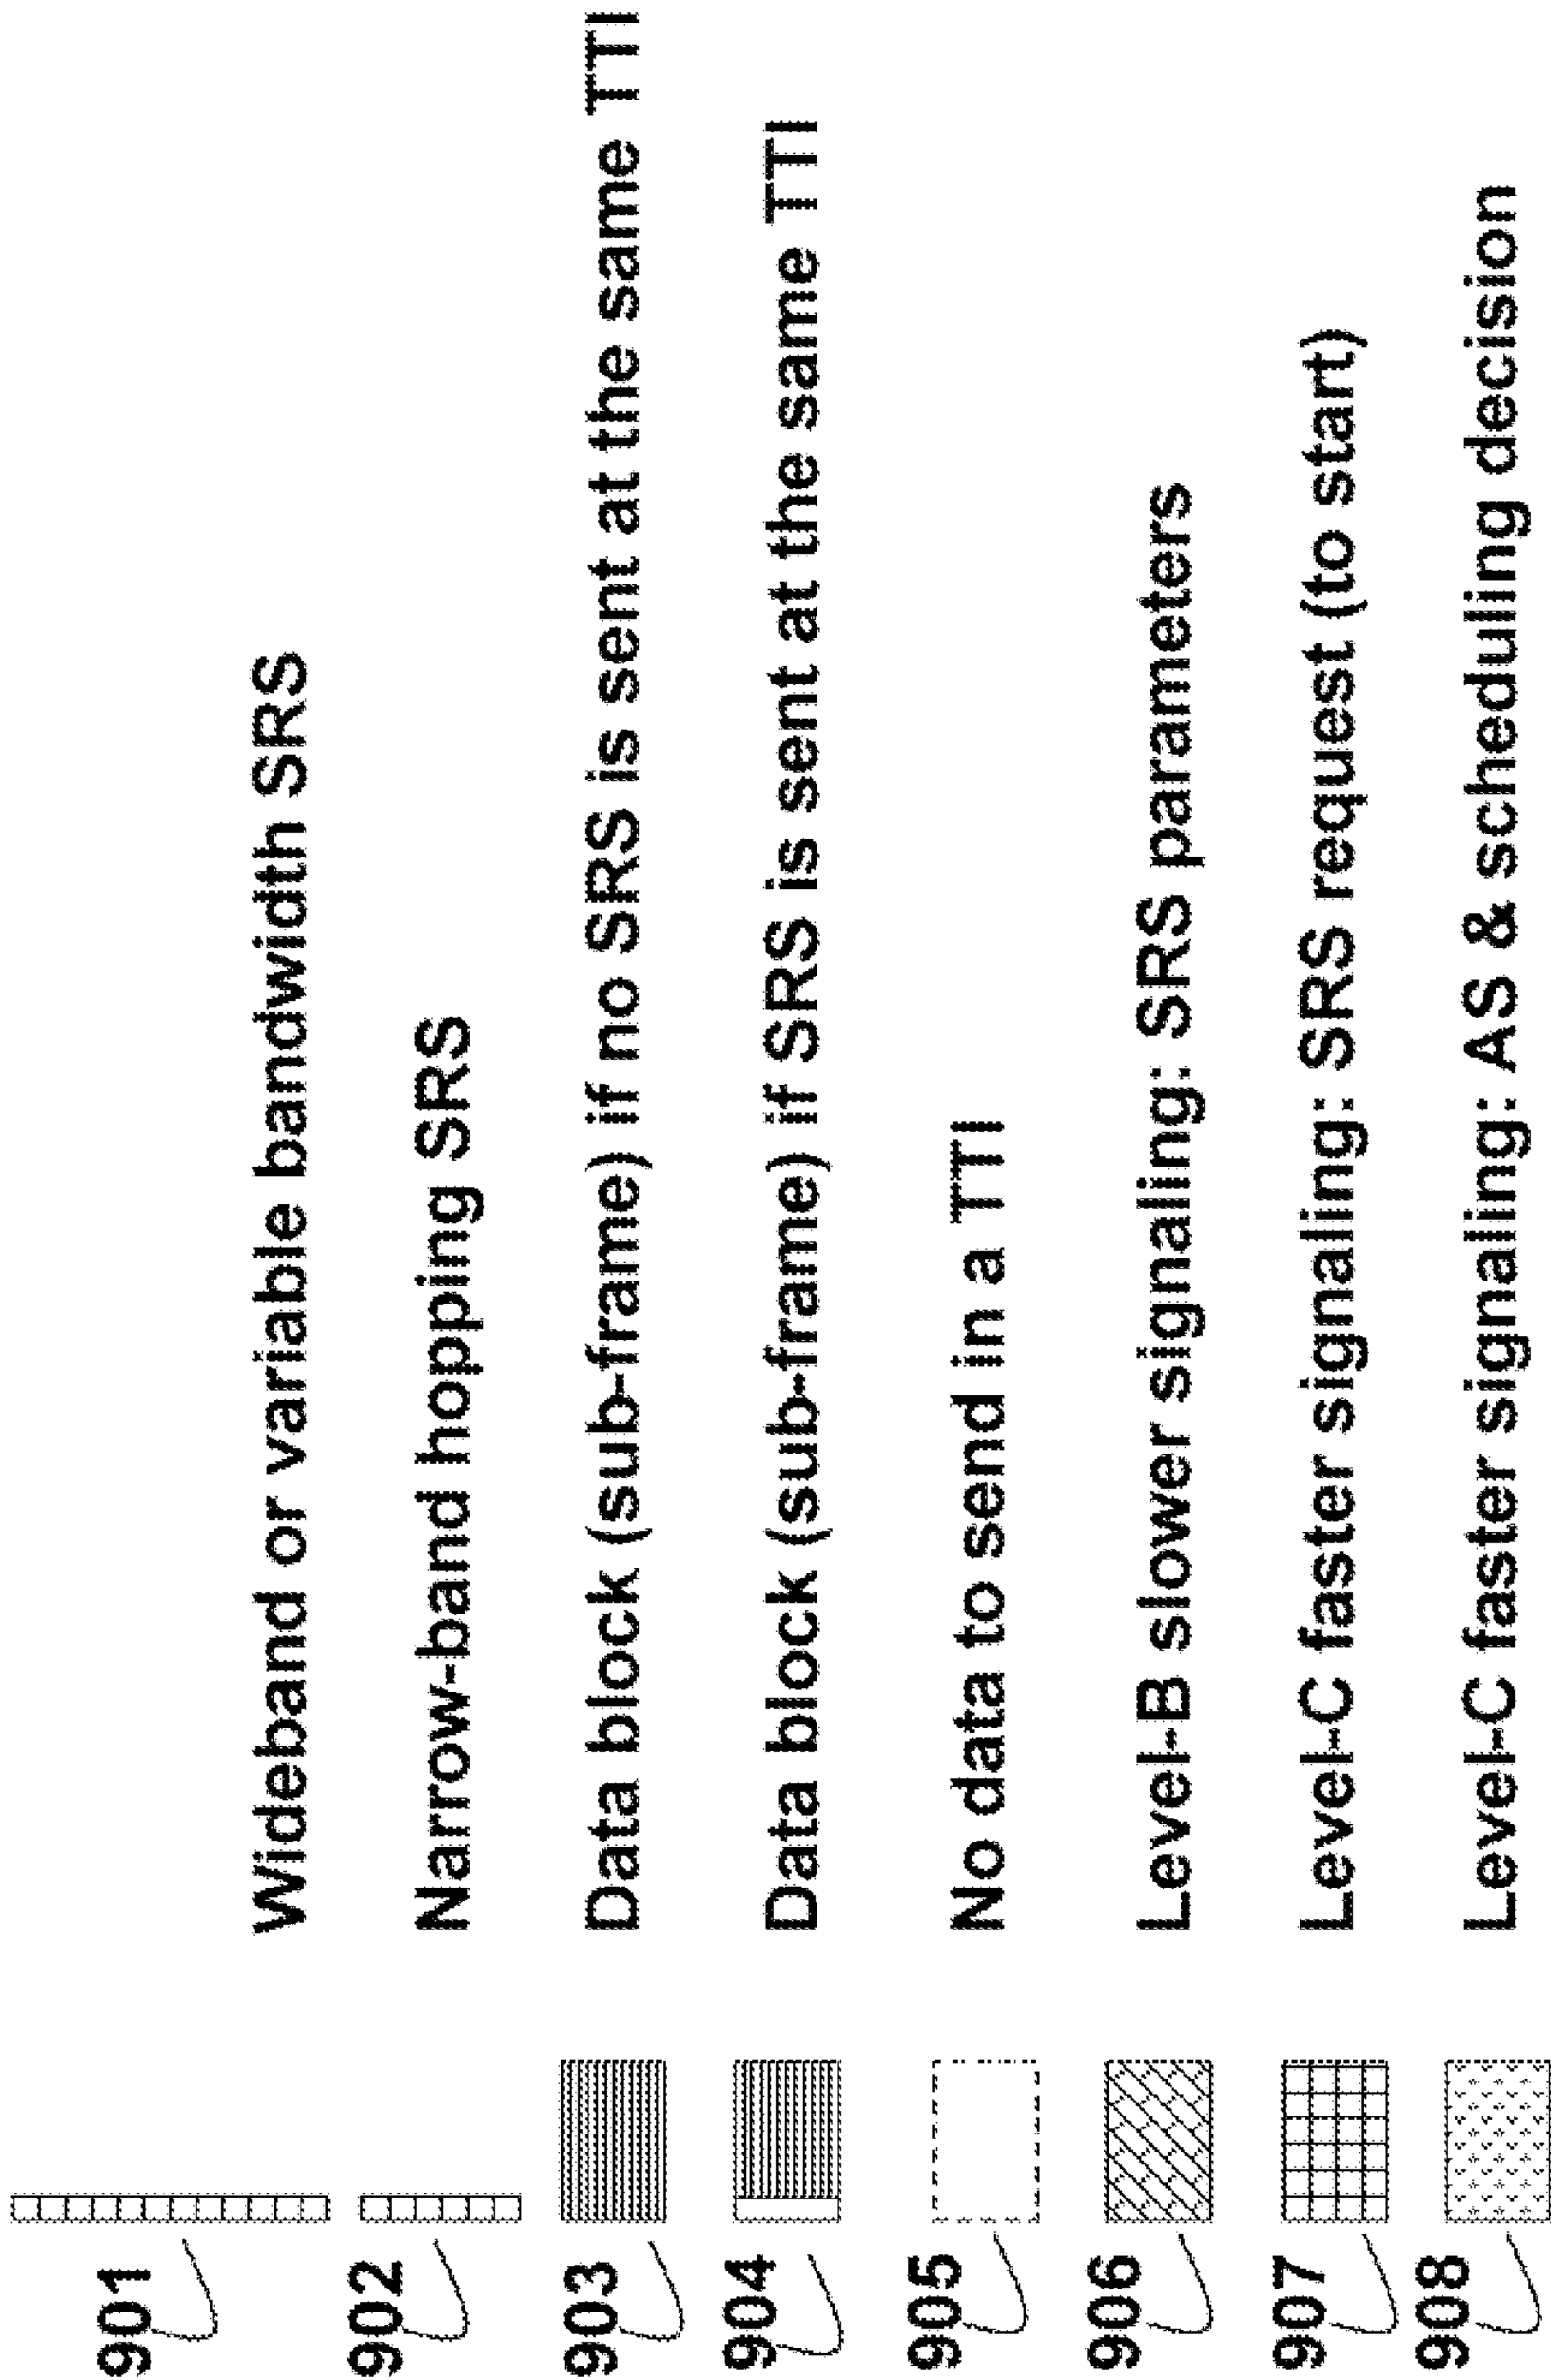 901 Wideband or variable bandwidth SRS
902 Narrow-band hopping SRS
903 Data block (sub-frame) if no SRS is sent at the same TTI
904 Data block (sub-frame) if SRS is sent at the same TTI
905 No data to send in a TTI
906 Level-B slower signaling: SRS parameters
907 Level-C faster signaling: SRS request (to start)
908 Level-C faster signaling: AS & scheduling decision